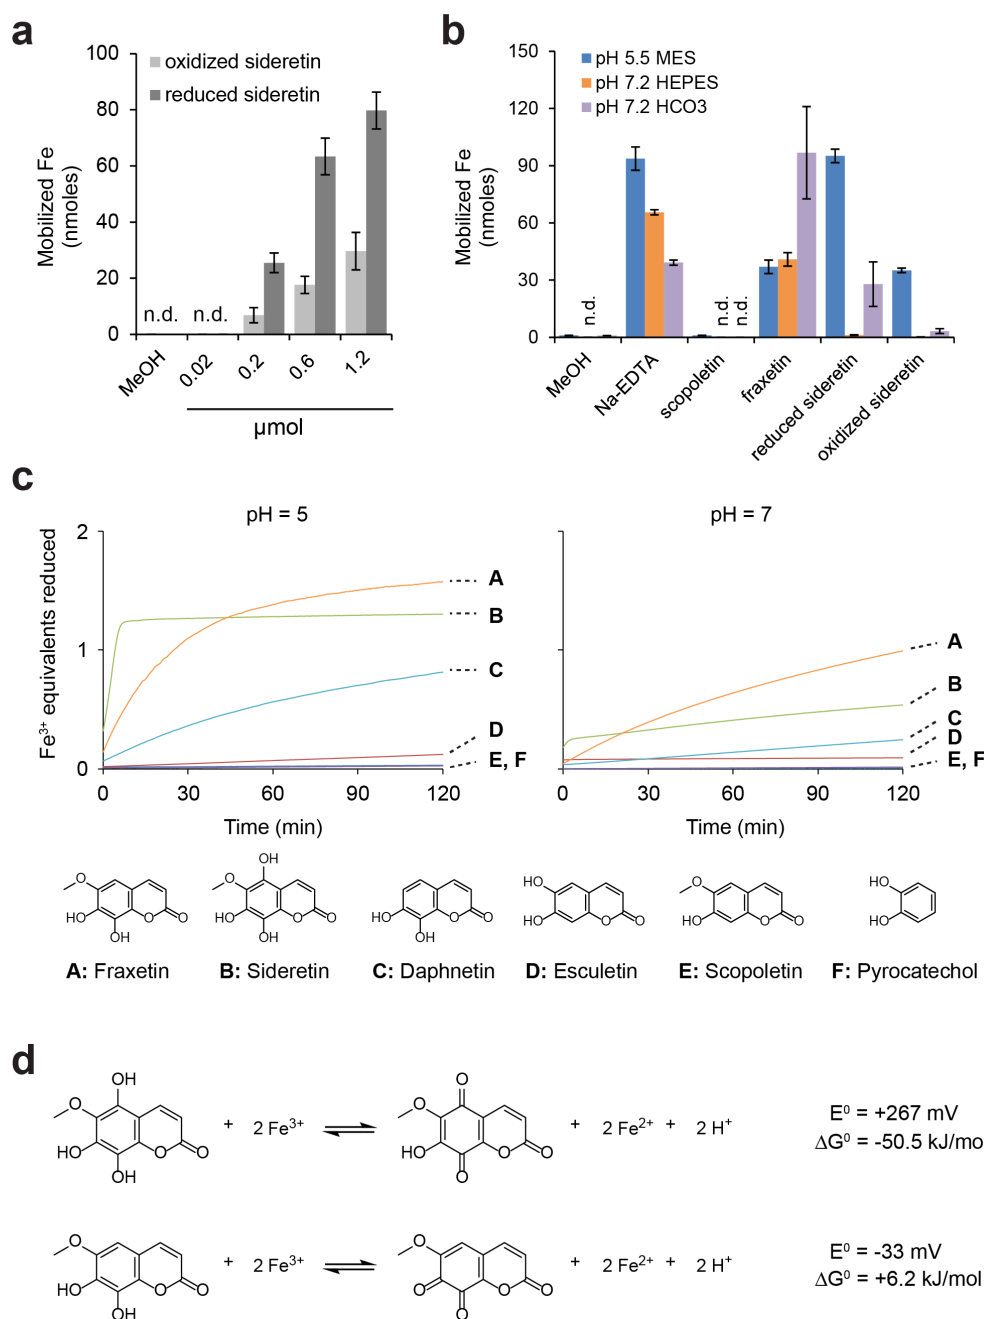 a
100
80
60
40
20
0
Mobilized Fe
(nmoles)
oxidized sideretin
reduced sideretin
n.d.
n.d.
MeOH
0.02
0.2
0.6
1.2
µmol
b
150
120
90
60
30
0
Mobilized Fe
(nmoles)
pH 5.5 MES
pH 7.2 HEPES
pH 7.2 HCO3
n.d.
n.d.
n.d.
MeOH
Na-EDTA
scopoletin
fraxetin
reduced sideretin
oxidized sideretin
c
pH = 5
2
1
0
Fe³⁺ equivalents reduced
A
B
C
D
E, F
0
30
60
90
120
Time (min)
pH = 7
A
B
C
D
E, F
0
30
60
90
120
Time (min)
O
HO
OH
O
O
OH
O
HO
OH
O
O
HO
OH
O
O
HO
HO
O
O
O
HO
O
O
HO
HO
A: Fraxetin
B: Sideretin
C: Daphnetin
D: Esculetin
E: Scopoletin
F: Pyrocatechol
d
OH
O
HO
OH
O
O
+ 2 Fe³⁺
O
O
HO
O
O
O
+ 2 Fe²⁺ + 2 H⁺
E⁰ = +267 mV
ΔG⁰ = -50.5 kJ/mo
O
HO
OH
O
O
+ 2 Fe³⁺
O
O
O
O
O
+ 2 Fe²⁺ + 2 H⁺
E⁰ = -33 mV
ΔG⁰ = +6.2 kJ/mol